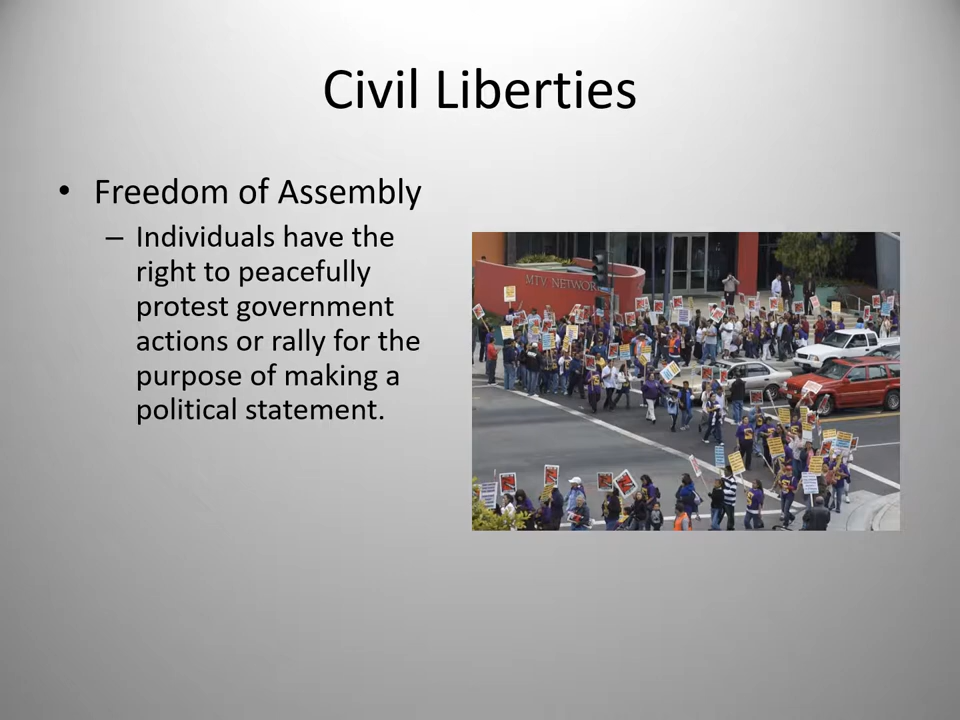 Civil Liberties
• Freedom of Assembly
– Individuals have the
right to peacefully
protest government
actions or rally for the
purpose of making a
political statement.
MTV NETWOR